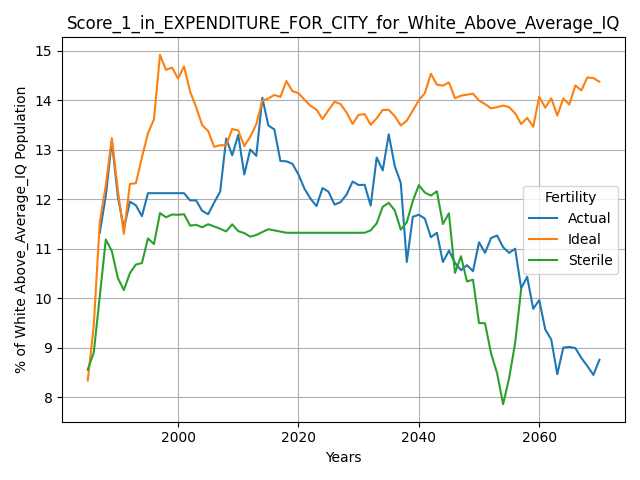 Score_1_in_EXPENDITURE_FOR_CITY_for_White_Above_Average_IQ
% of White Above_Average_IQ Population
15
14
13
12
11
10
9
8
Fertility
Actual
Ideal
Sterile
2000 2020 2040 2060
Years